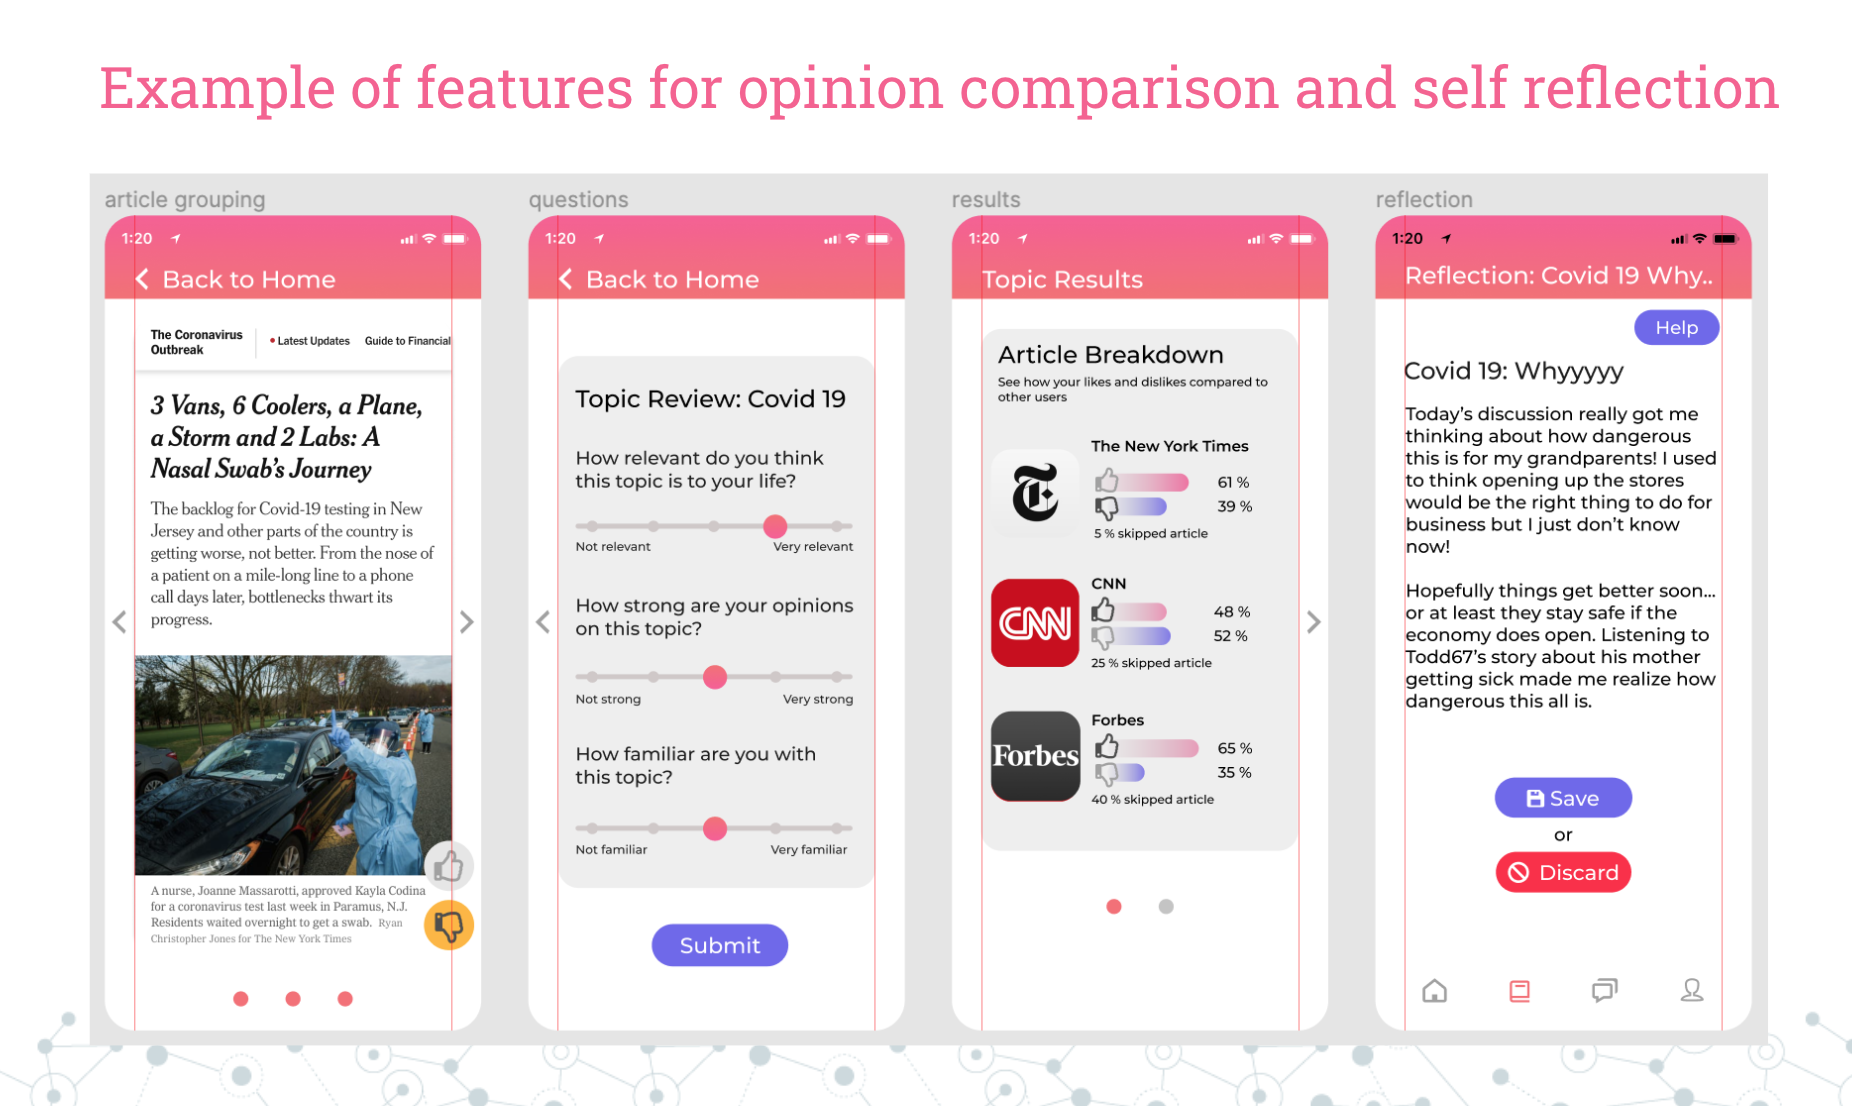 Example of features for opinion comparison and self reflection
article grouping
1:20
Back to Home
The Coronavirus
Outbreak
Latest Updates
Guide to Financial
3 Vans, 6 Coolers, a Plane,
a Storm and 2 Labs: A
Nasal Swab's Journey
The backlog for Covid-19 testing in New
Jersey and other parts of the country is
getting worse, not better. From the nose of
a patient on a mile-long line to a phone
call days later, bottlenecks thwart its
progress.
A nurse, Joanne Massarotti, approved Kayla Codina
for a coronavirus test last week in Paramus, N.J.
Residents waited overnight to get a swab. Ryan
Christopher Jones for The New York Times
questions
1:20
Back to Home
Topic Review: Covid 19
How relevant do you think
this topic is to your life?
Not relevant
Very relevant
How strong are your opinions
on this topic?
Not strong
Very strong
How familiar are you with
this topic?
Not familiar
Very familiar
Submit
results
1:20
Topic Results
Article Breakdown
See how your likes and dislikes compared to
other users
T
The New York Times
61 %
39 %
5 % skipped article
CNN
CNN
48 %
52 %
25 % skipped article
Forbes
Forbes
65 %
35 %
40 % skipped article
reflection
1:20
Reflection: Covid 19 Why..
Help
Covid 19: Whyyyyy
Today's discussion really got me
thinking about how dangerous
this is for my grandparents! I used
to think opening up the stores
would be the right thing to do for
business but I just don't know
now!
Hopefully things get better soon...
or at least they stay safe if the
economy does open. Listening to
Todd67's story about his mother
getting sick made me realize how
dangerous this all is.
Save
or
Discard